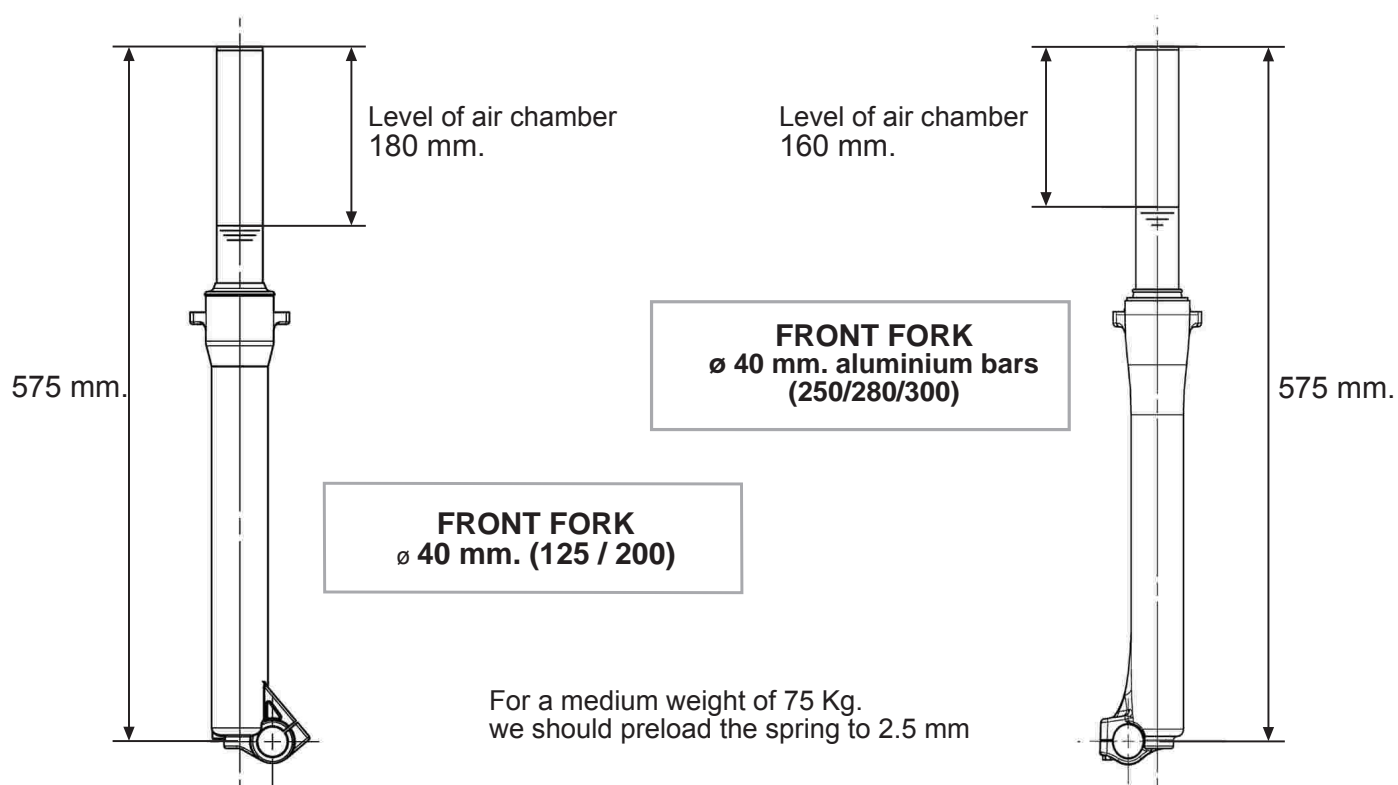 Level of air chamber
180 mm.
Level of air chamber
160 mm.
FRONT FORK
ø 40 mm. aluminium bars
(250/280/300)
575 mm.
575 mm.
FRONT FORK
ø 40 mm. (125 / 200)
For a medium weight of 75 Kg.
we should preload the spring to 2.5 mm